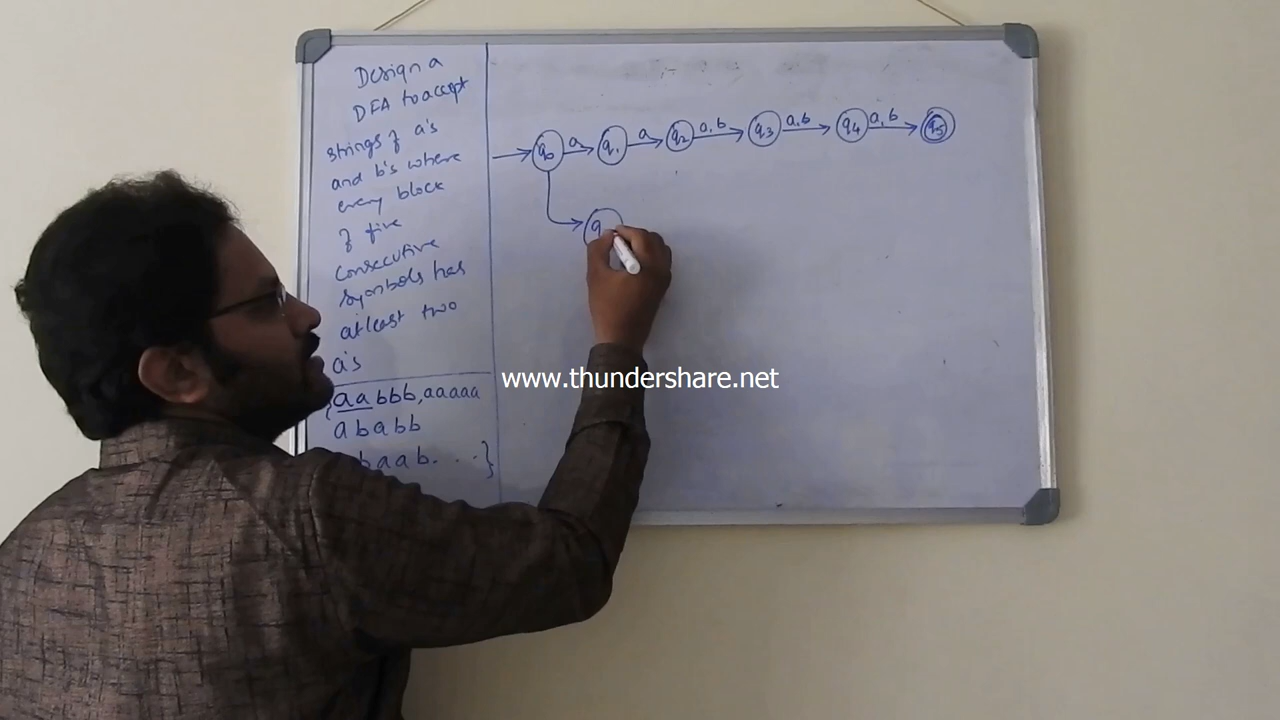 Design a
DFA to accept
strings of a's
and b's where
every block
of five
consecutive
symbols has
atleast two
a's
{aabbb, aaaaa
ababb
baab. . . .}
q0 a q1 a q2 a,b q3 a,b q4 a,b q5
q
www.thundershare.net